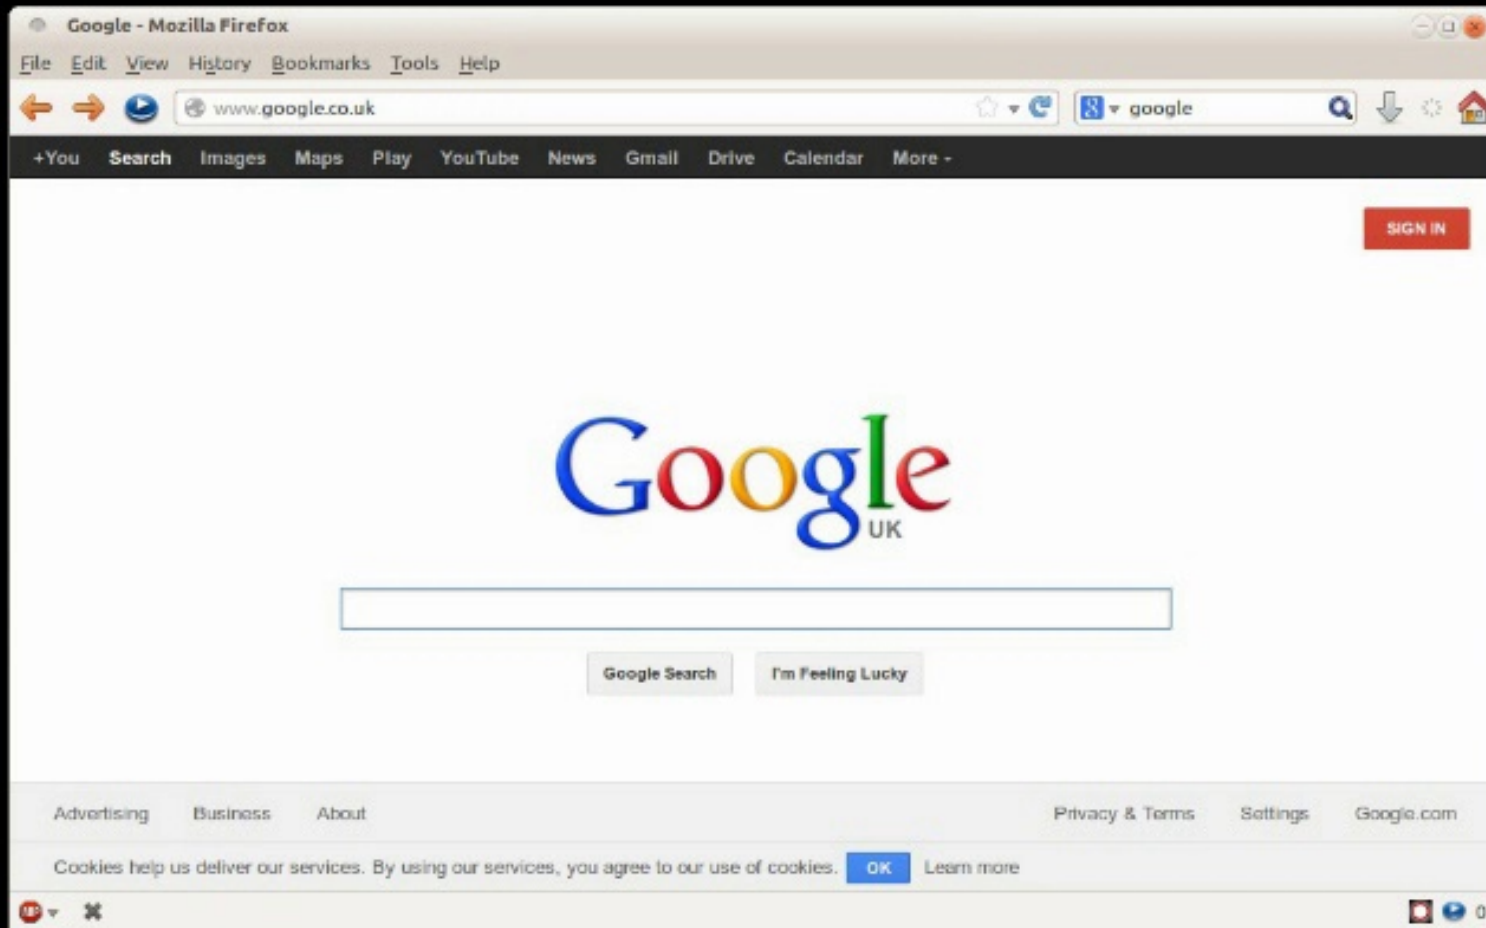 Google - Mozilla Firefox
File Edit View History Bookmarks Tools Help
www.google.co.uk google
+You Search Images Maps Play YouTube News Gmail Drive Calendar More
SIGN IN
Google
UK
Google Search I'm Feeling Lucky
Advertising Business About Privacy & Terms Settings Google.com
Cookies help us deliver our services. By using our services, you agree to our use of cookies. OK Learn more
ABP 0